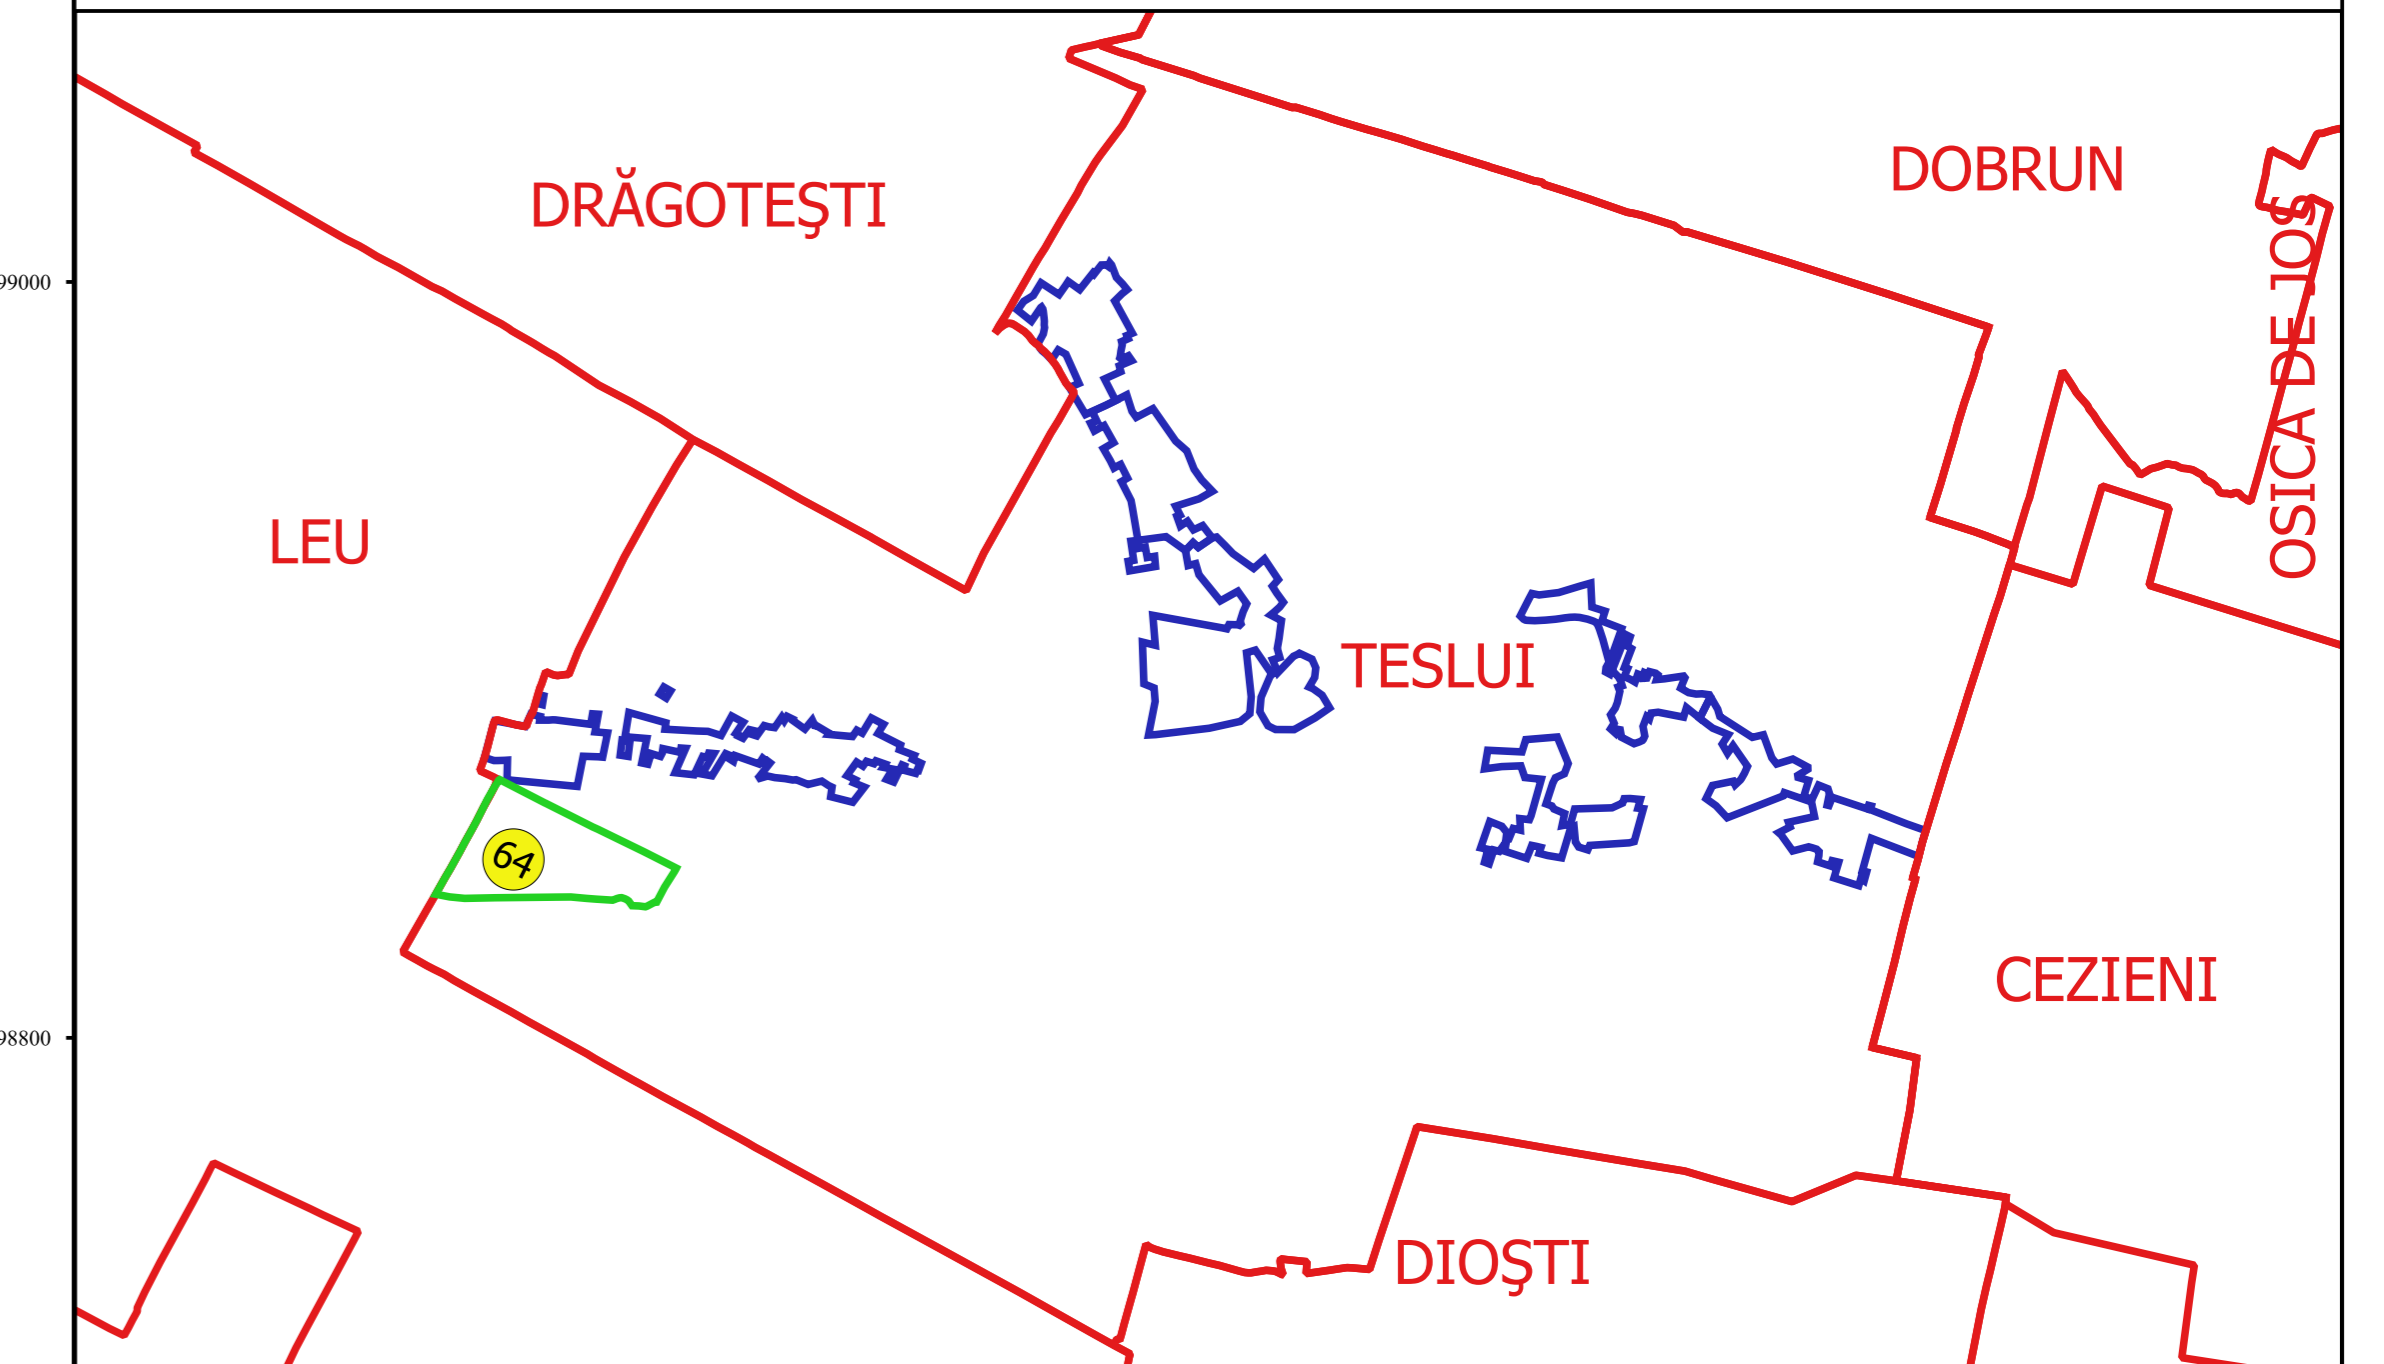 DOBRUN
DRĂGOTEŞTI
OSICA DE JOS
99000
LEU
TESLUI
64
CEZIENI
98800
DIOŞTI